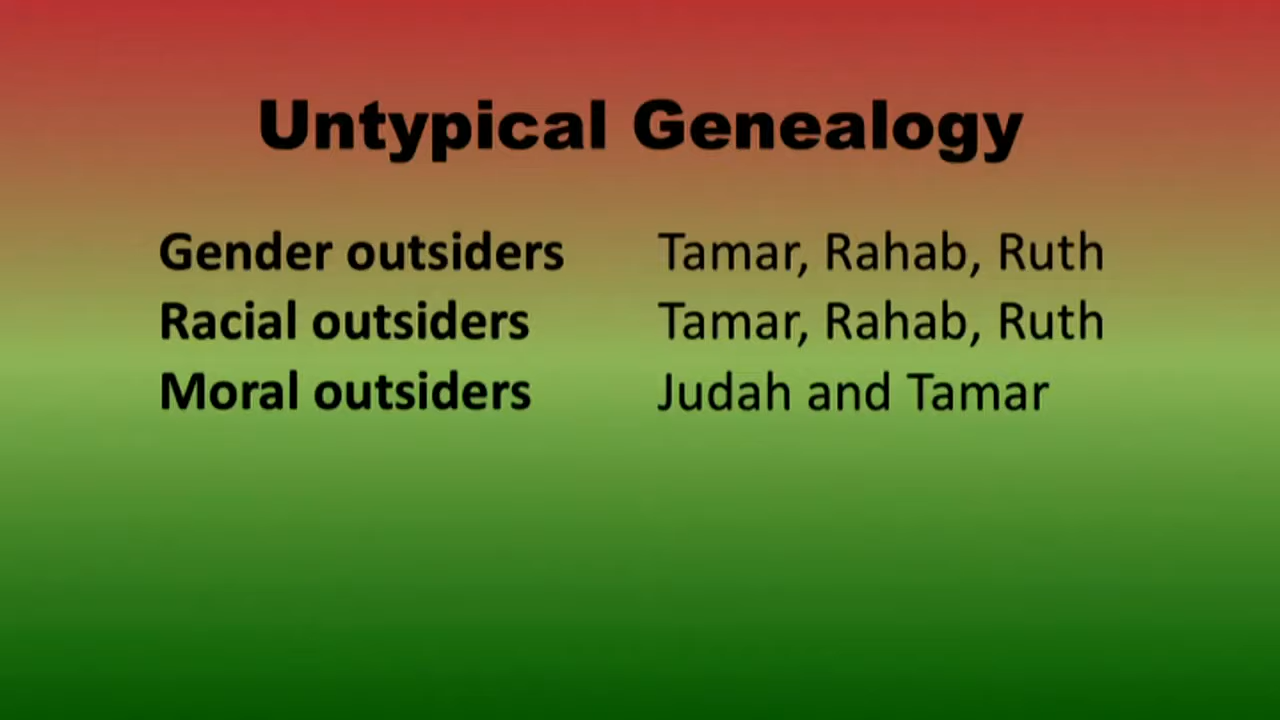 Untypical Genealogy
Gender outsiders Tamar, Rahab, Ruth
Racial outsiders Tamar, Rahab, Ruth
Moral outsiders Judah and Tamar